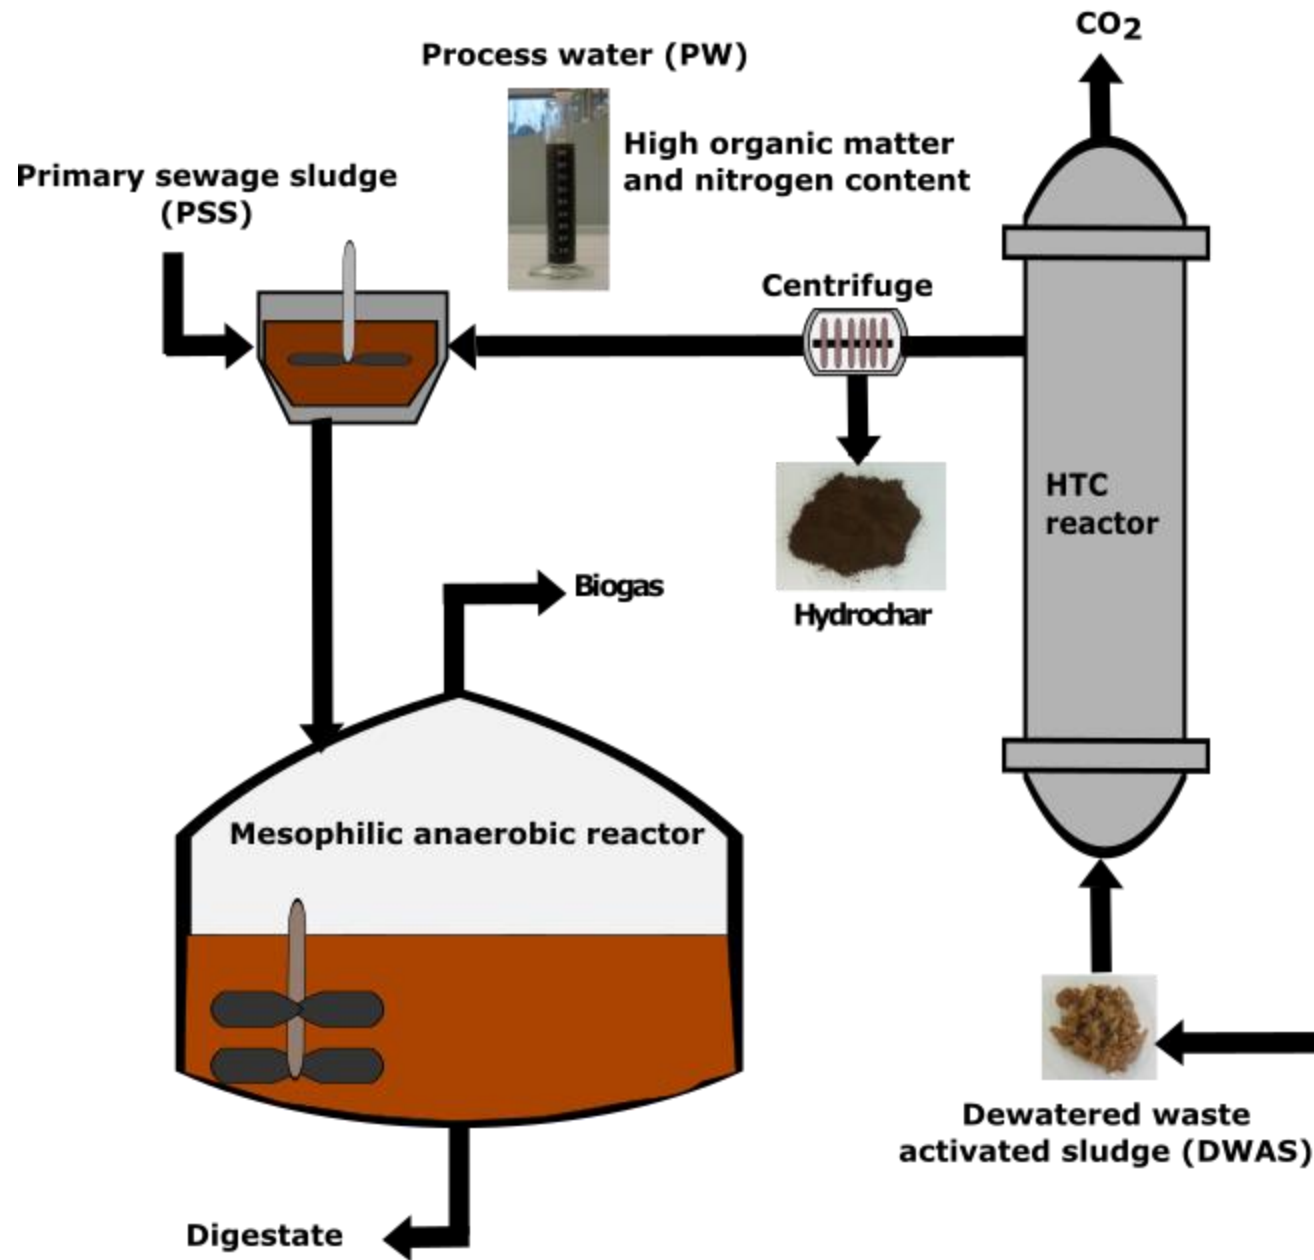 CO2
Process water (PW)
High organic matter
and nitrogen content
Primary sewage sludge
(PSS)
Centrifuge
HTC
reactor
Biogas
Hydrochar
Mesophilic anaerobic reactor
Dewatered waste
activated sludge (DWAS)
Digestate